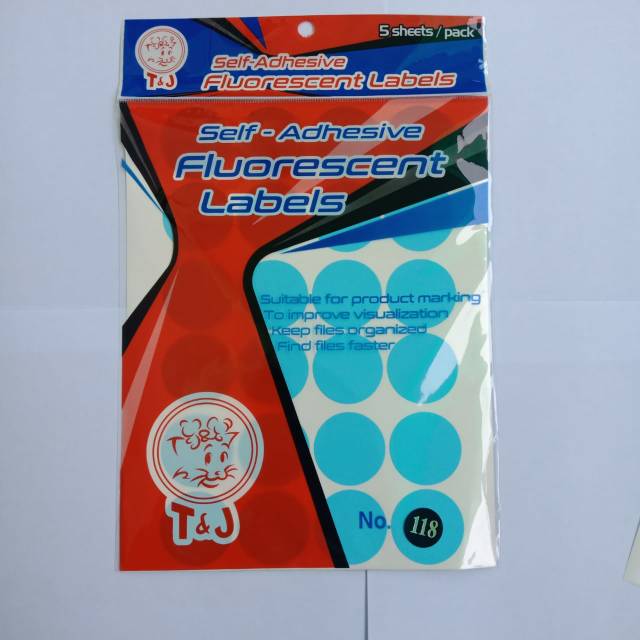 5 sheets / pack
Self-Adhesive
Fluorescent Labels
T&J
Self - Adhesive
Fluorescent
Labels
Suitable for product marking
To improve visualization
Keep files organized
Find files faster
T&J
No. 118